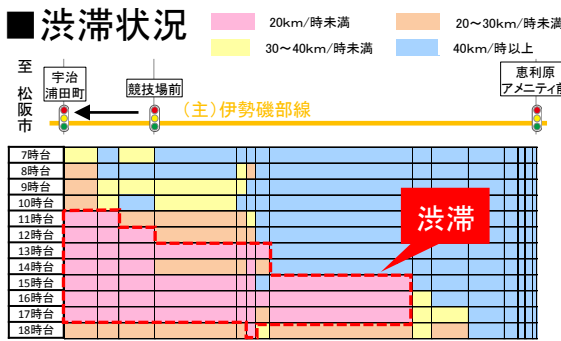 ■渋滞状況
20km/時未満
20～30km/時未満
30～40km/時未満
40km/時以上
至 松阪市
宇治
浦田町
競技場前
(主)伊勢磯部線
恵利原
アメニティ前
7時台
8時台
9時台
10時台
11時台
12時台
13時台
14時台
15時台
16時台
17時台
18時台
渋滞